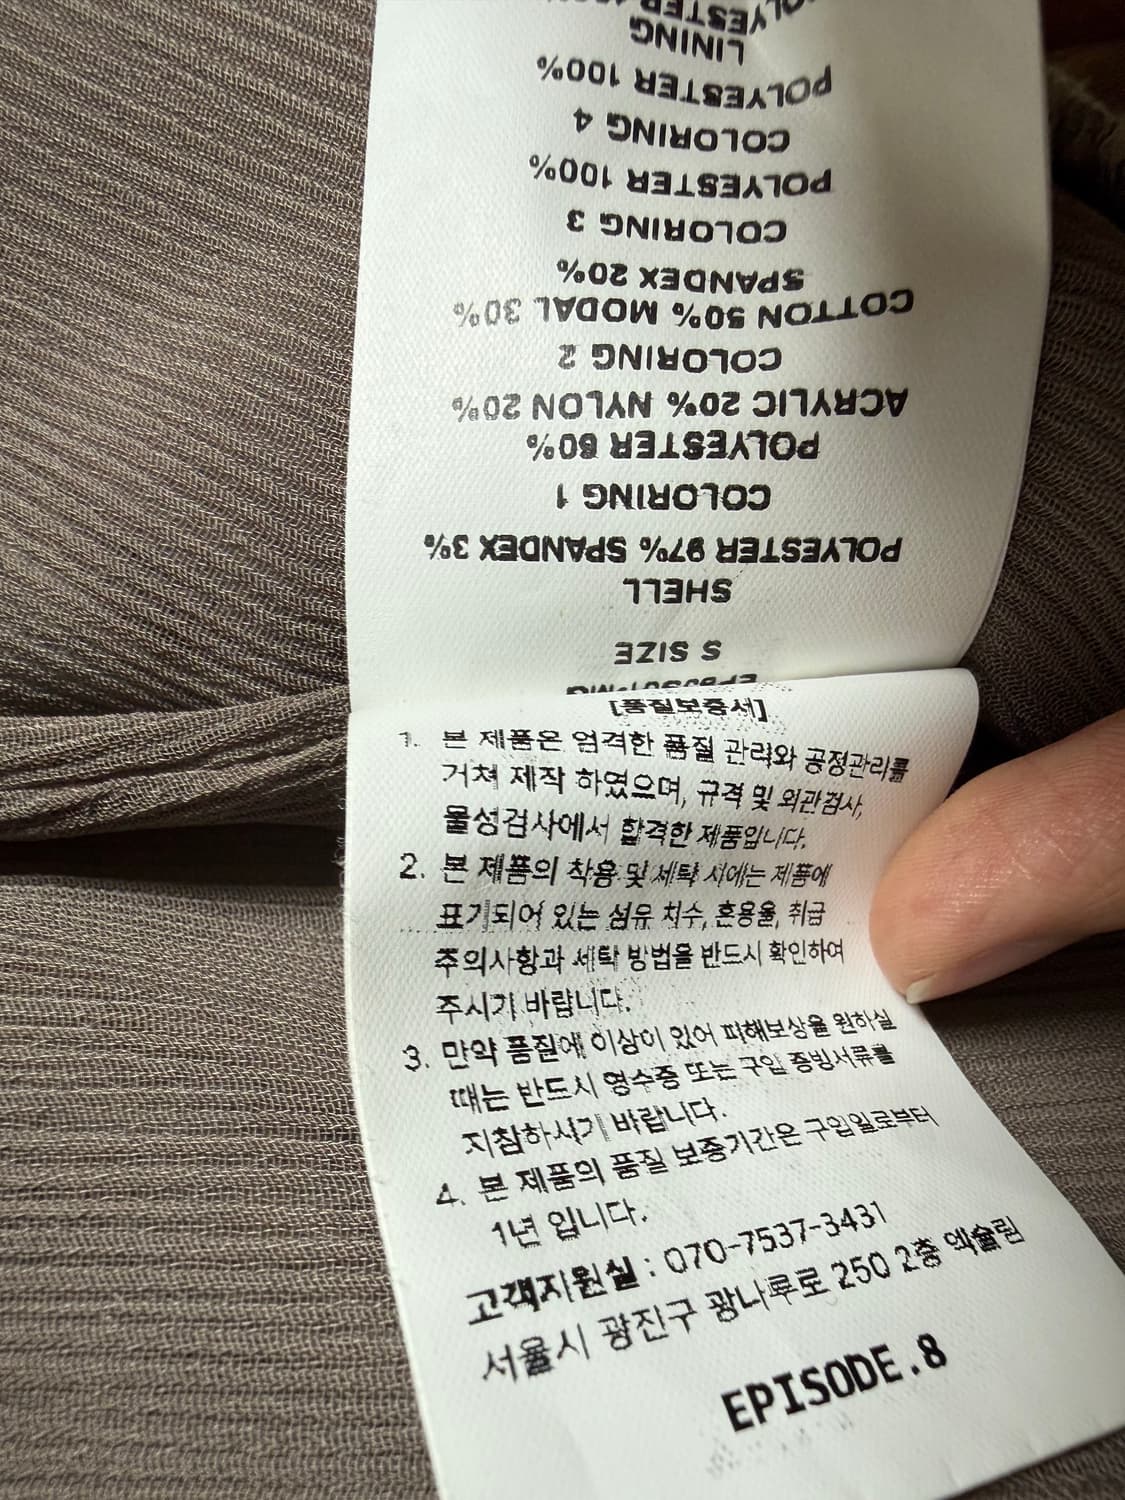 S SIZE
SHELL
POLYESTER 97% SPANDEX 3%
COLORING 1
POLYESTER 60%
ACRYLIC 20% NYLON 20%
COLORING 2
COTTON 50% MODAL 30%
SPANDEX 20%
COLORING 3
POLYESTER 100%
COLORING 4
POLYESTER 100%
LINING
POLYESTER
[품질보증서]
1. 본 제품은 엄격한 품질 관리와 공정관리를
거쳐 제작 하였으며, 규격 및 외관검사,
물성검사에서 합격한 제품입니다.
2. 본 제품의 착용 및 세탁 시에는 제품에
표기되어 있는 섬유 치수, 혼용율, 취급
주의사항과 세탁 방법을 반드시 확인하여
주시기 바랍니다.
3. 만약 품질에 이상이 있어 피해보상을 원하실
때는 반드시 영수증 또는 구입 증빙서류를
지참하시기 바랍니다.
4. 본 제품의 품질 보증기간은 구입일로부터
1년 입니다.
고객지원실 : 070-7537-3431
서울시 광진구 광나루로 250 2층
EPISODE.8